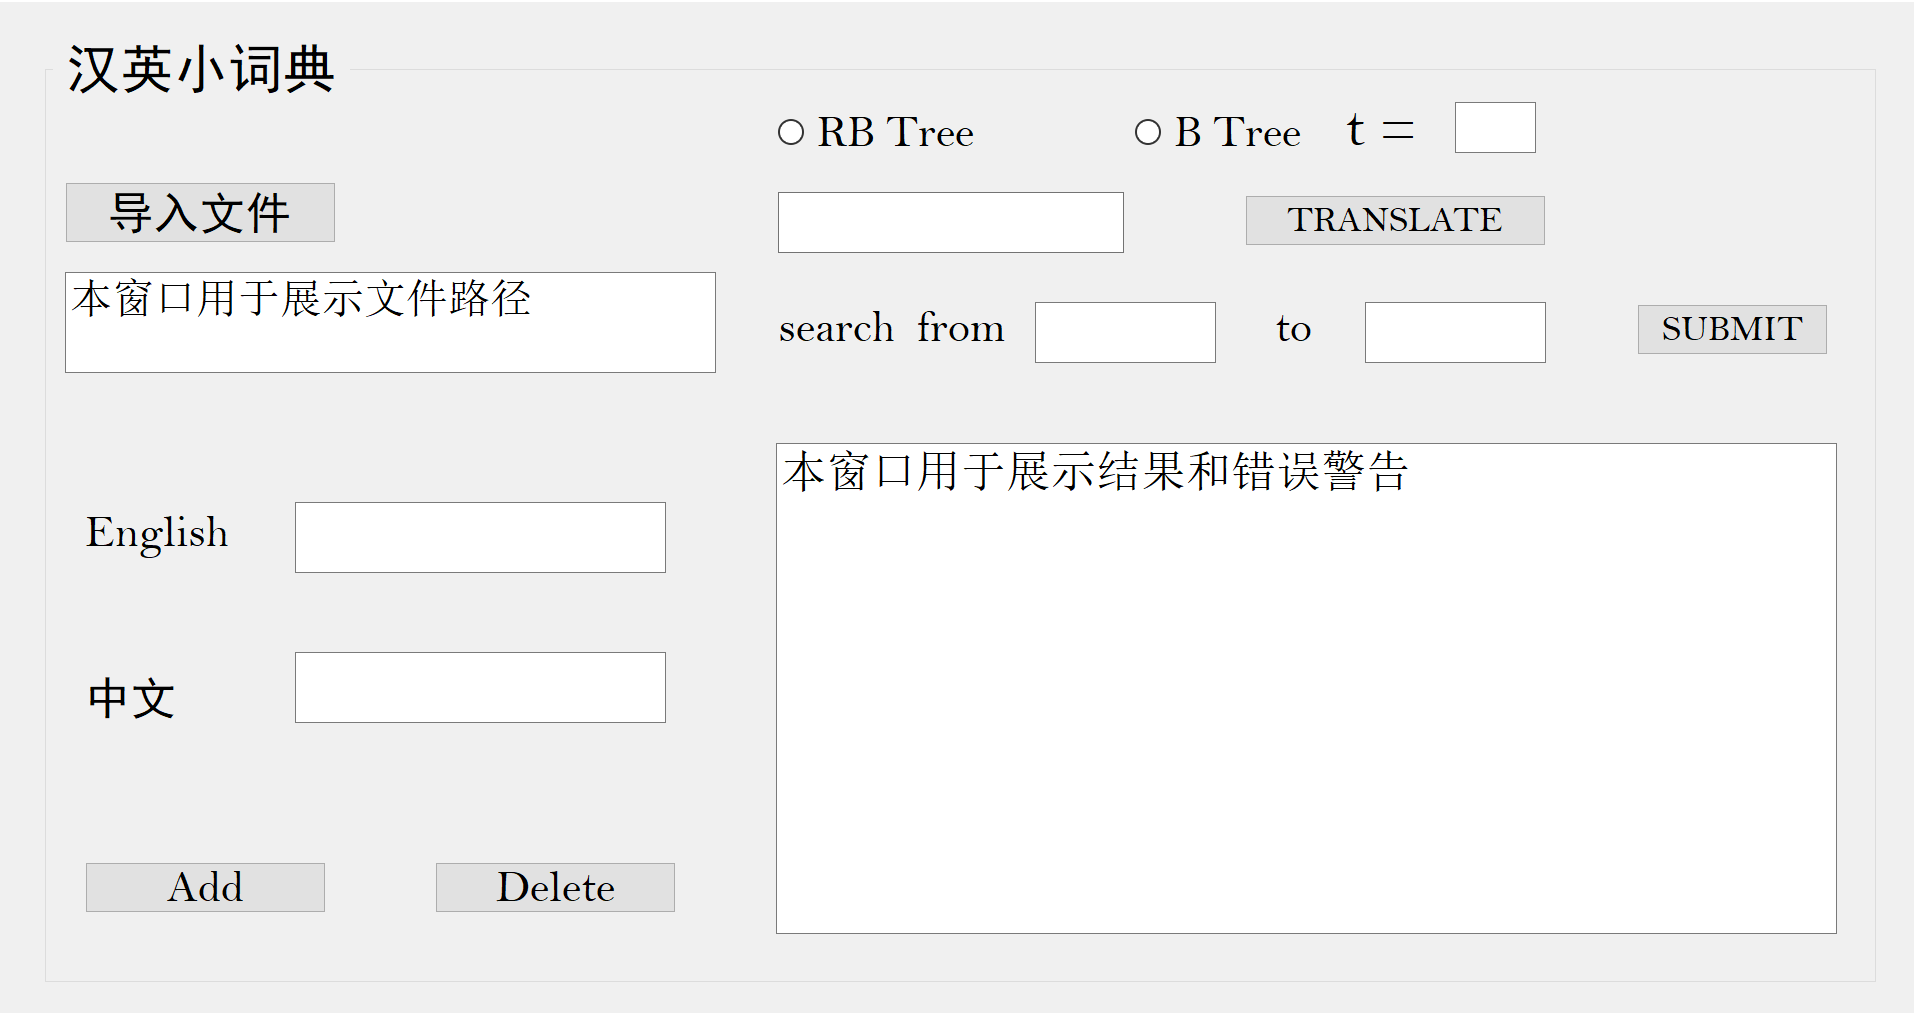 汉英小词典
RB Tree
B Tree
t =
导入文件
TRANSLATE
本窗口用于展示文件路径
search from
to
SUBMIT
本窗口用于展示结果和错误警告
English
中文
Add
Delete